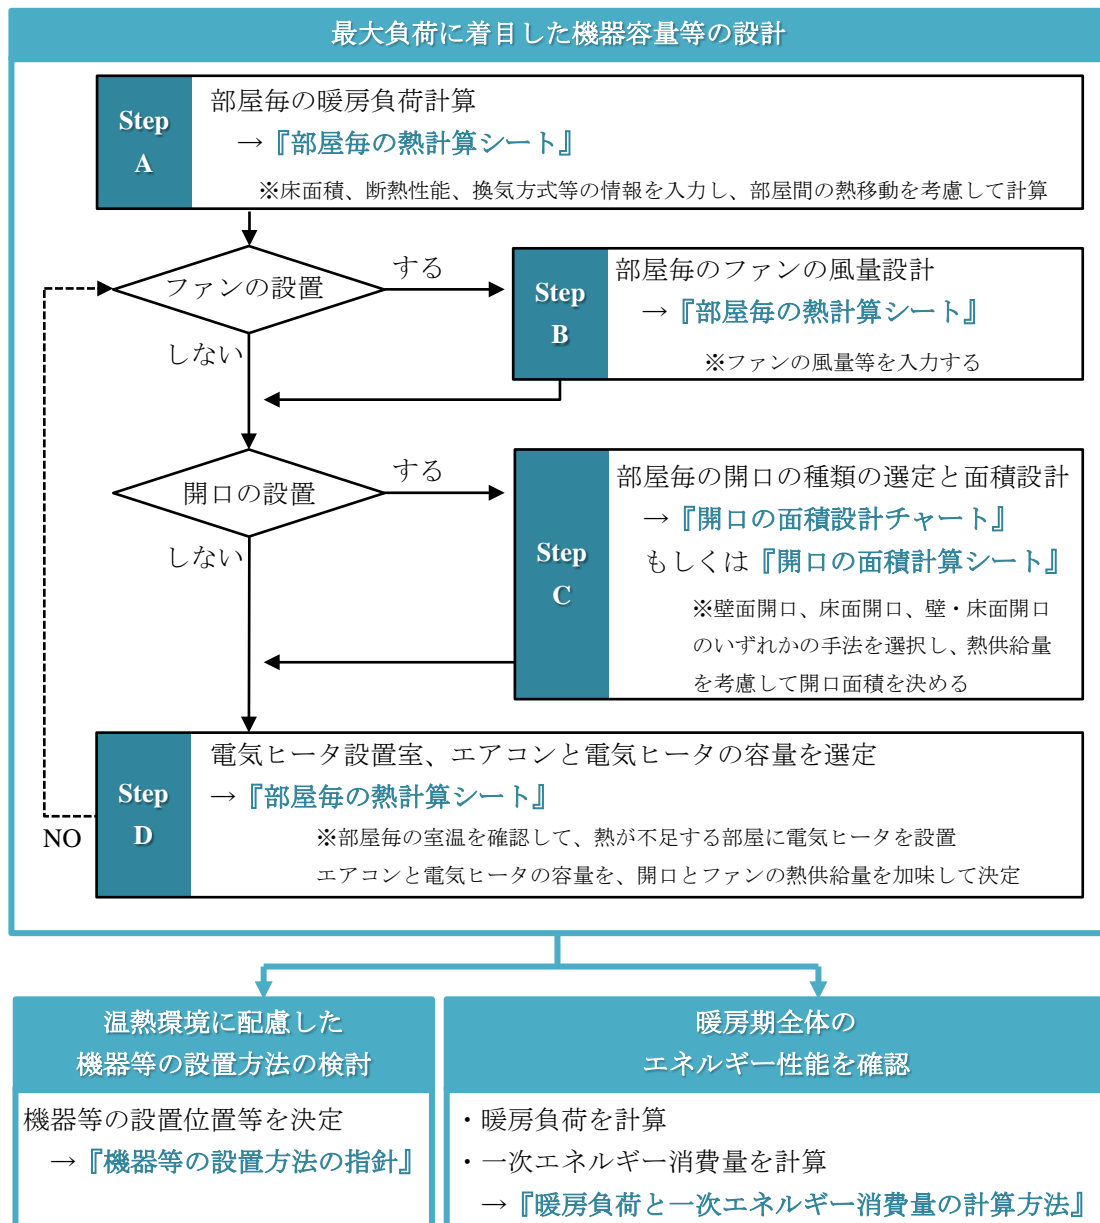 最大負荷に着目した機器容量等の設計
Step
A
部屋毎の暖房負荷計算
→『部屋毎の熱計算シート』
※床面積、断熱性能、換気方式等の情報を入力し、部屋間の熱移動を考慮して計算
ファンの設置
する
しない
Step
B
部屋毎のファンの風量設計
→『部屋毎の熱計算シート』
※ファンの風量等を入力する
開口の設置
する
しない
Step
C
部屋毎の開口の種類の選定と面積設計
→『開口の面積設計チャート』
もしくは『開口の面積計算シート』
※壁面開口、床面開口、壁・床面開口
のいずれかの手法を選択し、熱供給量
を考慮して開口面積を決める
Step
D
電気ヒータ設置室、エアコンと電気ヒータの容量を選定
→『部屋毎の熱計算シート』
※部屋毎の室温を確認して、熱が不足する部屋に電気ヒータを設置
エアコンと電気ヒータの容量を、開口とファンの熱供給量を加味して決定
NO
温熱環境に配慮した
機器等の設置方法の検討
機器等の設置位置等を決定
→『機器等の設置方法の指針』
暖房期全体の
エネルギー性能を確認
・暖房負荷を計算
・一次エネルギー消費量を計算
→『暖房負荷と一次エネルギー消費量の計算方法』